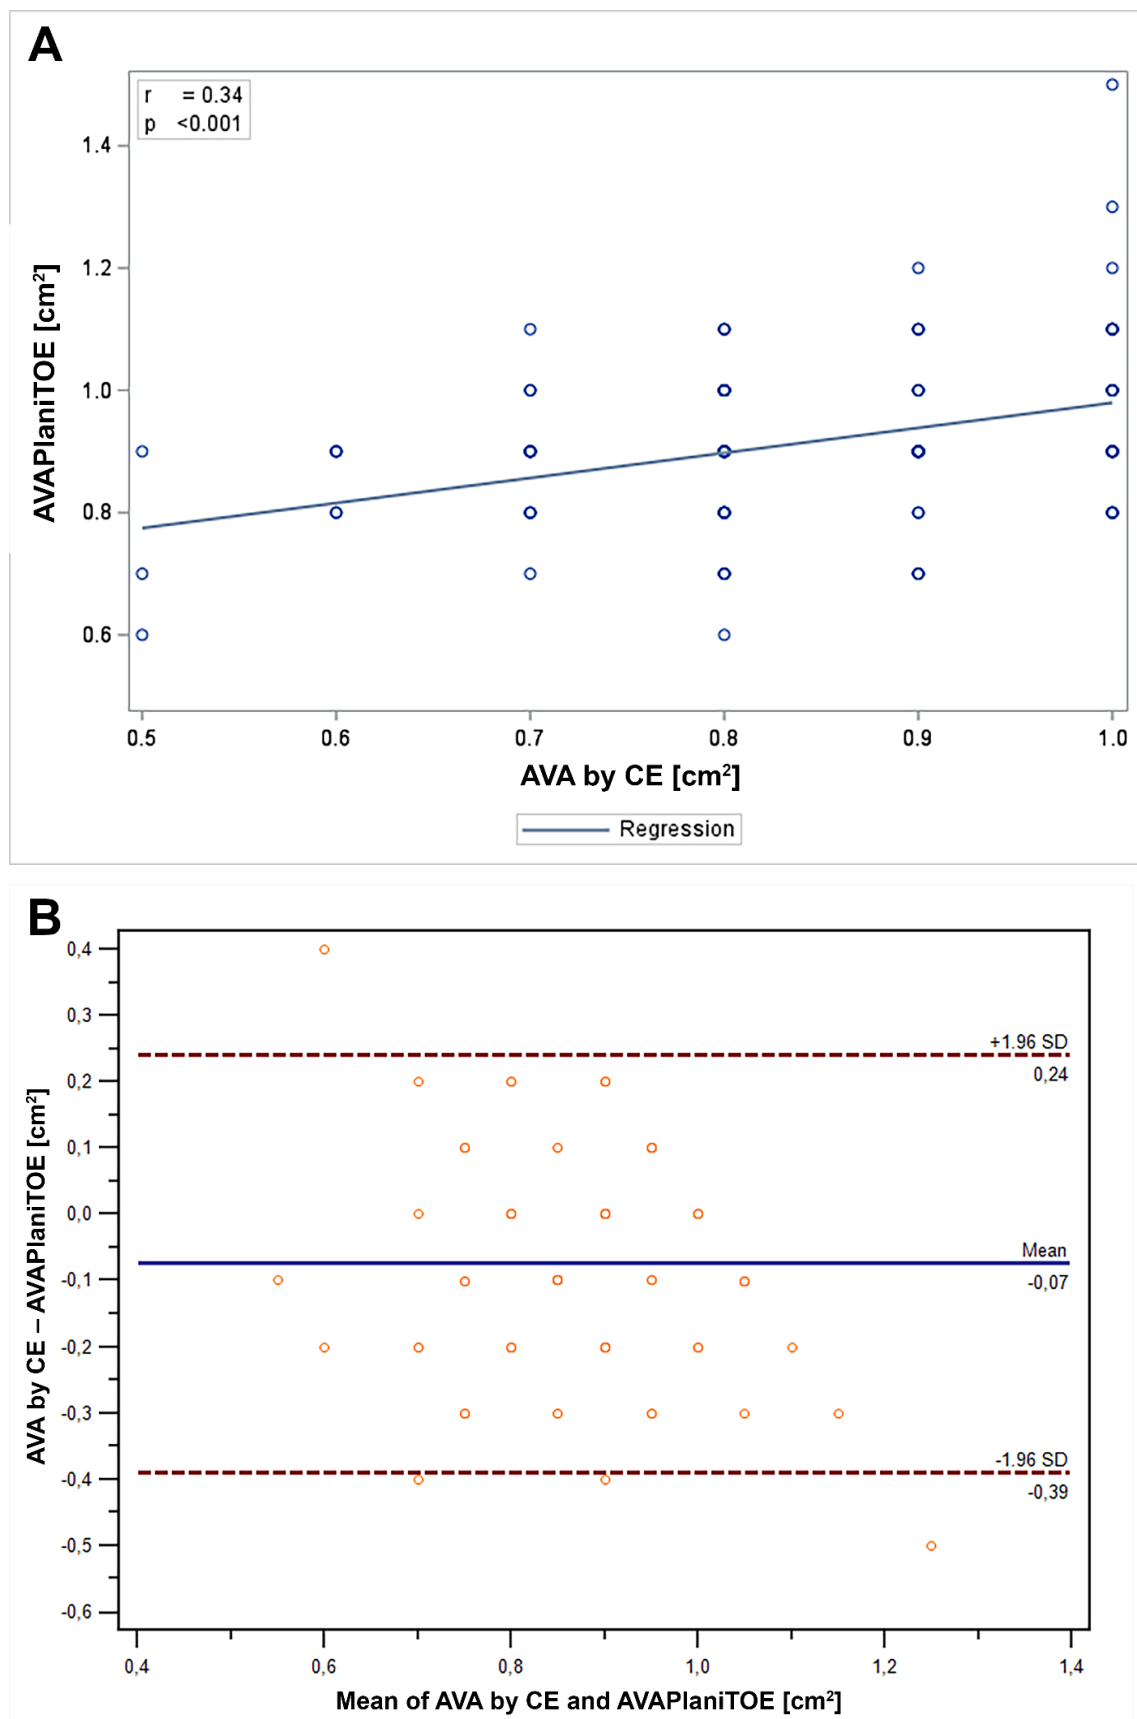 A
r = 0.34
p <0.001
1.4
1.2
1.0
0.8
0.6
AVAPlaniTOE [cm²]
0.5 0.6 0.7 0.8 0.9 1.0
AVA by CE [cm²]
Regression
B
0,4
0,3
0,2
0,1
0,0
-0,1
-0,2
-0,3
-0,4
-0,5
-0,6
AVA by CE – AVAPlaniTOE [cm²]
+1.96 SD
0,24
Mean
-0,07
-1.96 SD
-0,39
0,4 0,6 0,8 1,0 1,2 1,4
Mean of AVA by CE and AVAPlaniTOE [cm²]